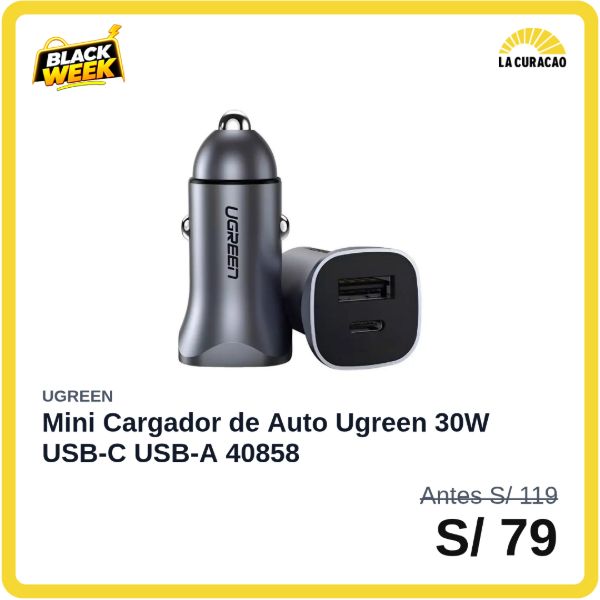 BLACK
WEEK
LA CURACAO
UGREEN
UGREEN
Mini Cargador de Auto Ugreen 30W
USB-C USB-A 40858
Antes S/ 119
S/ 79